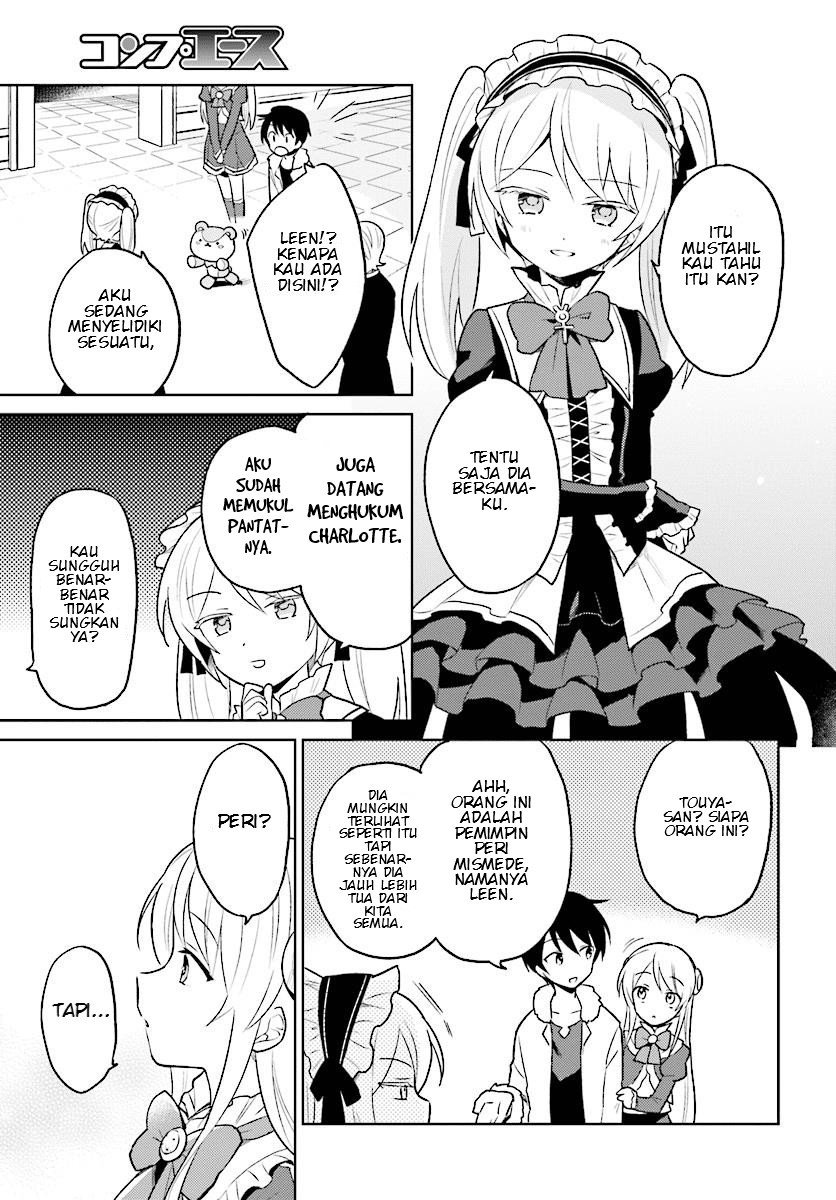 コンプエース
ITU
MUSTAHIL
KAU TAHU
ITU KAN?
TENTU
SAJA DIA
BERSAMA-
KU.
LEEN!?
KENAPA
KAU ADA
DISINI!?
AKU
SEDANG
MENYELIDIKI
SESUATU,
JUGA
DATANG
MENGHUKUM
CHARLOTTE.
AKU
SUDAH
MEMUKUL
PANTAT-
NYA.
KAU
SUNGGUH
BENAR-
BENAR
TIDAK
SUNGKAN
YA?
TOUYA-
SAN? SIAPA
ORANG INI?
AHH,
ORANG INI
ADALAH
PEMIMPIN
PERI
MISMEDE,
NAMANYA
LEEN.
DIA
MUNGKIN
TERLIHAT
SEPERTI ITU
TAPI
SEBENAR-
NYA DIA
JAUH LEBIH
TUA DARI
KITA
SEMUA.
PERI?
TAPI...